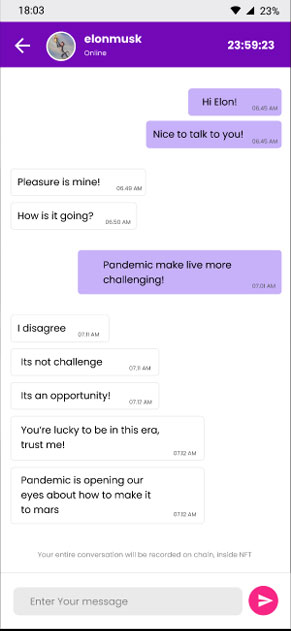 18:03
23%
elonmusk
Online
23:59:23
Hi Elon!
06.45 AM
Nice to talk to you!
06.45 AM
Pleasure is mine!
06.49 AM
How is it going?
06.50 AM
Pandemic make live more
challenging!
07.01 AM
I disagree
07.11 AM
Its not challenge
07.11 AM
Its an opportunity!
07.12 AM
You're lucky to be in this era,
trust me!
07.12 AM
Pandemic is opening our
eyes about how to make it
to mars
07.12 AM
Your entire conversation will be recorded on chain, inside NFT
Enter Your message